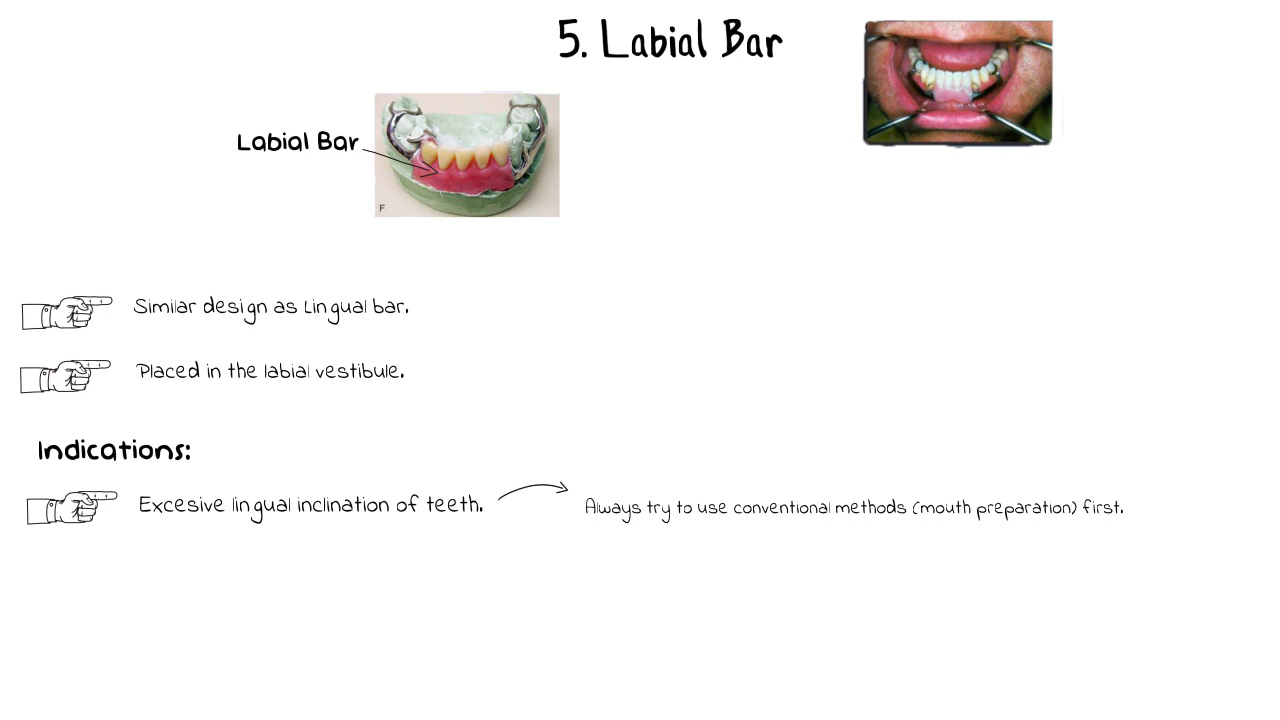 5. Labial Bar
Labial Bar
F
Similar design as Lingual bar.
Placed in the labial vestibule.
Indications:
Excesive lingual inclination of teeth.
Always try to use conventional methods (mouth preparation) first.